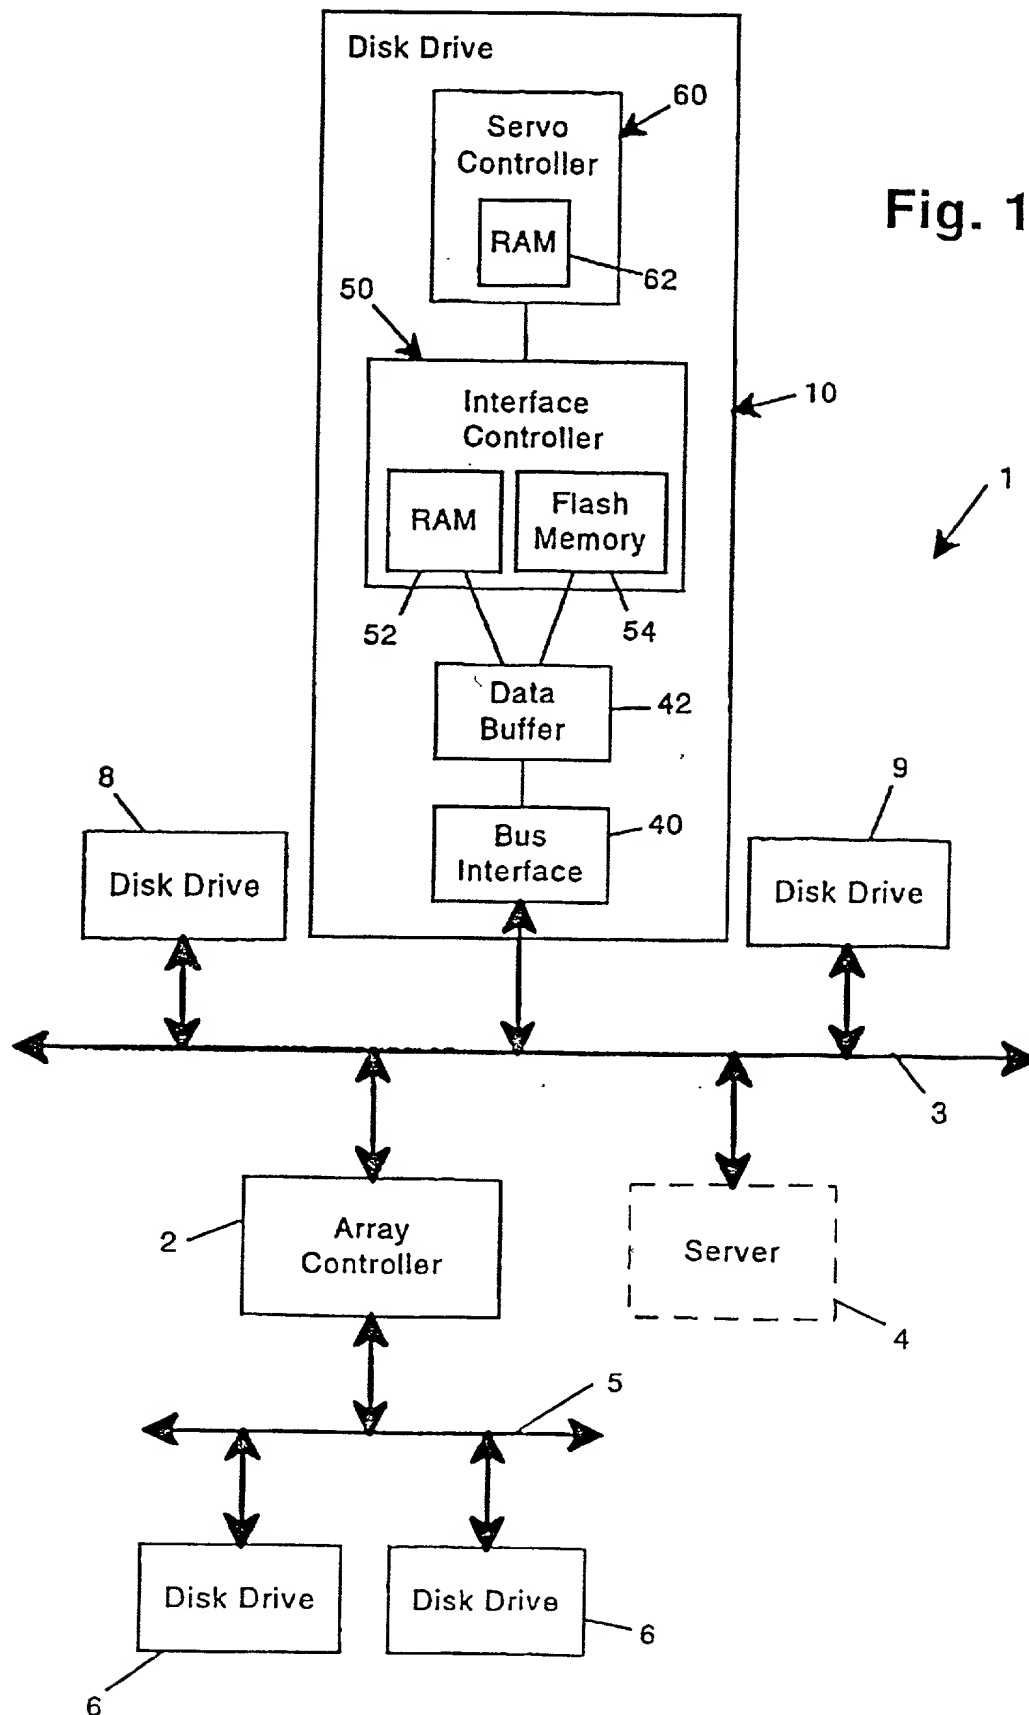 Disk Drive
60
Servo
Controller
Fig. 1
RAM
62
50
Interface
Controller
10
1
RAM
Flash
Memory
52
54
Data
Buffer
42
8
9
Bus
Interface
40
Disk Drive
Disk Drive
3
2
Array
Controller
Server
4
5
Disk Drive
Disk Drive
6
6